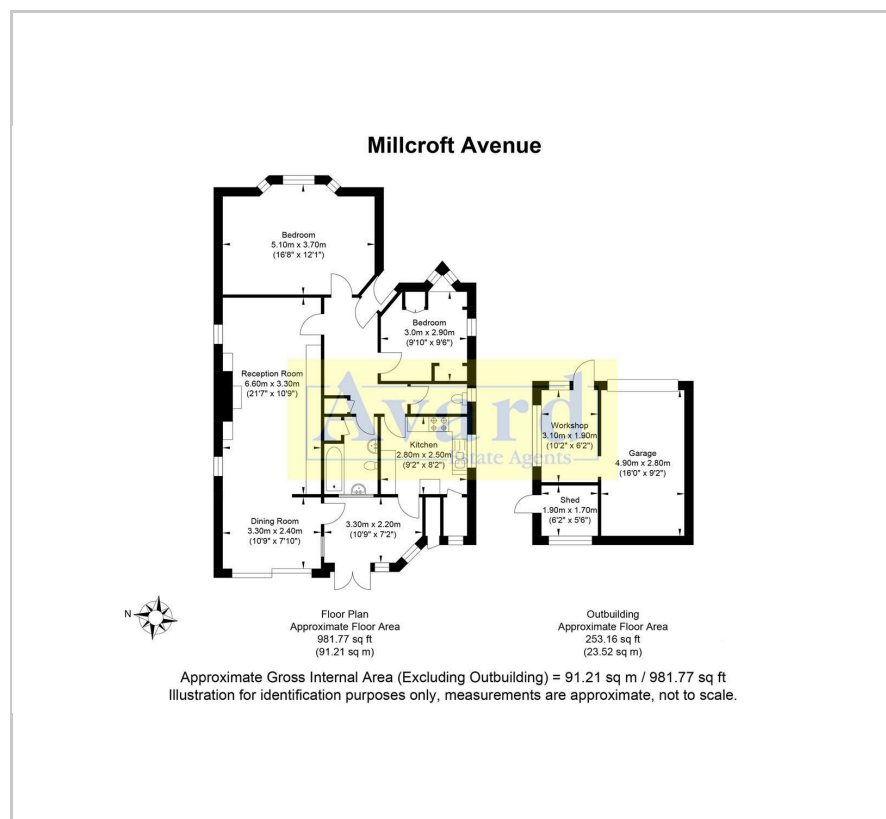 Millcroft Avenue
Bedroom
5.10m x 3.70m
(16'8" x 12'1")
Bedroom
3.0m x 2.90m
(9'10" x 9'6")
Reception Room
6.60m x 3.30m
(21'7" x 10'9")
Avard
Estate Agents
Kitchen
2.80m x 2.50m
(9'2" x 8'2")
Workshop
3.10m x 1.90m
(10'2" x 6'2")
Garage
4.90m x 2.80m
(16'0" x 9'2")
Shed
1.90m x 1.70m
(6'2" x 5'6")
Dining Room
3.30m x 2.40m
(10'9" x 7'10")
3.30m x 2.20m
(10'9" x 7'2")
N
Floor Plan
Approximate Floor Area
981.77 sq ft
(91.21 sq m)
Outbuilding
Approximate Floor Area
253.16 sq ft
(23.52 sq m)
Approximate Gross Internal Area (Excluding Outbuilding) = 91.21 sq m / 981.77 sq ft
Illustration for identification purposes only, measurements are approximate, not to scale.